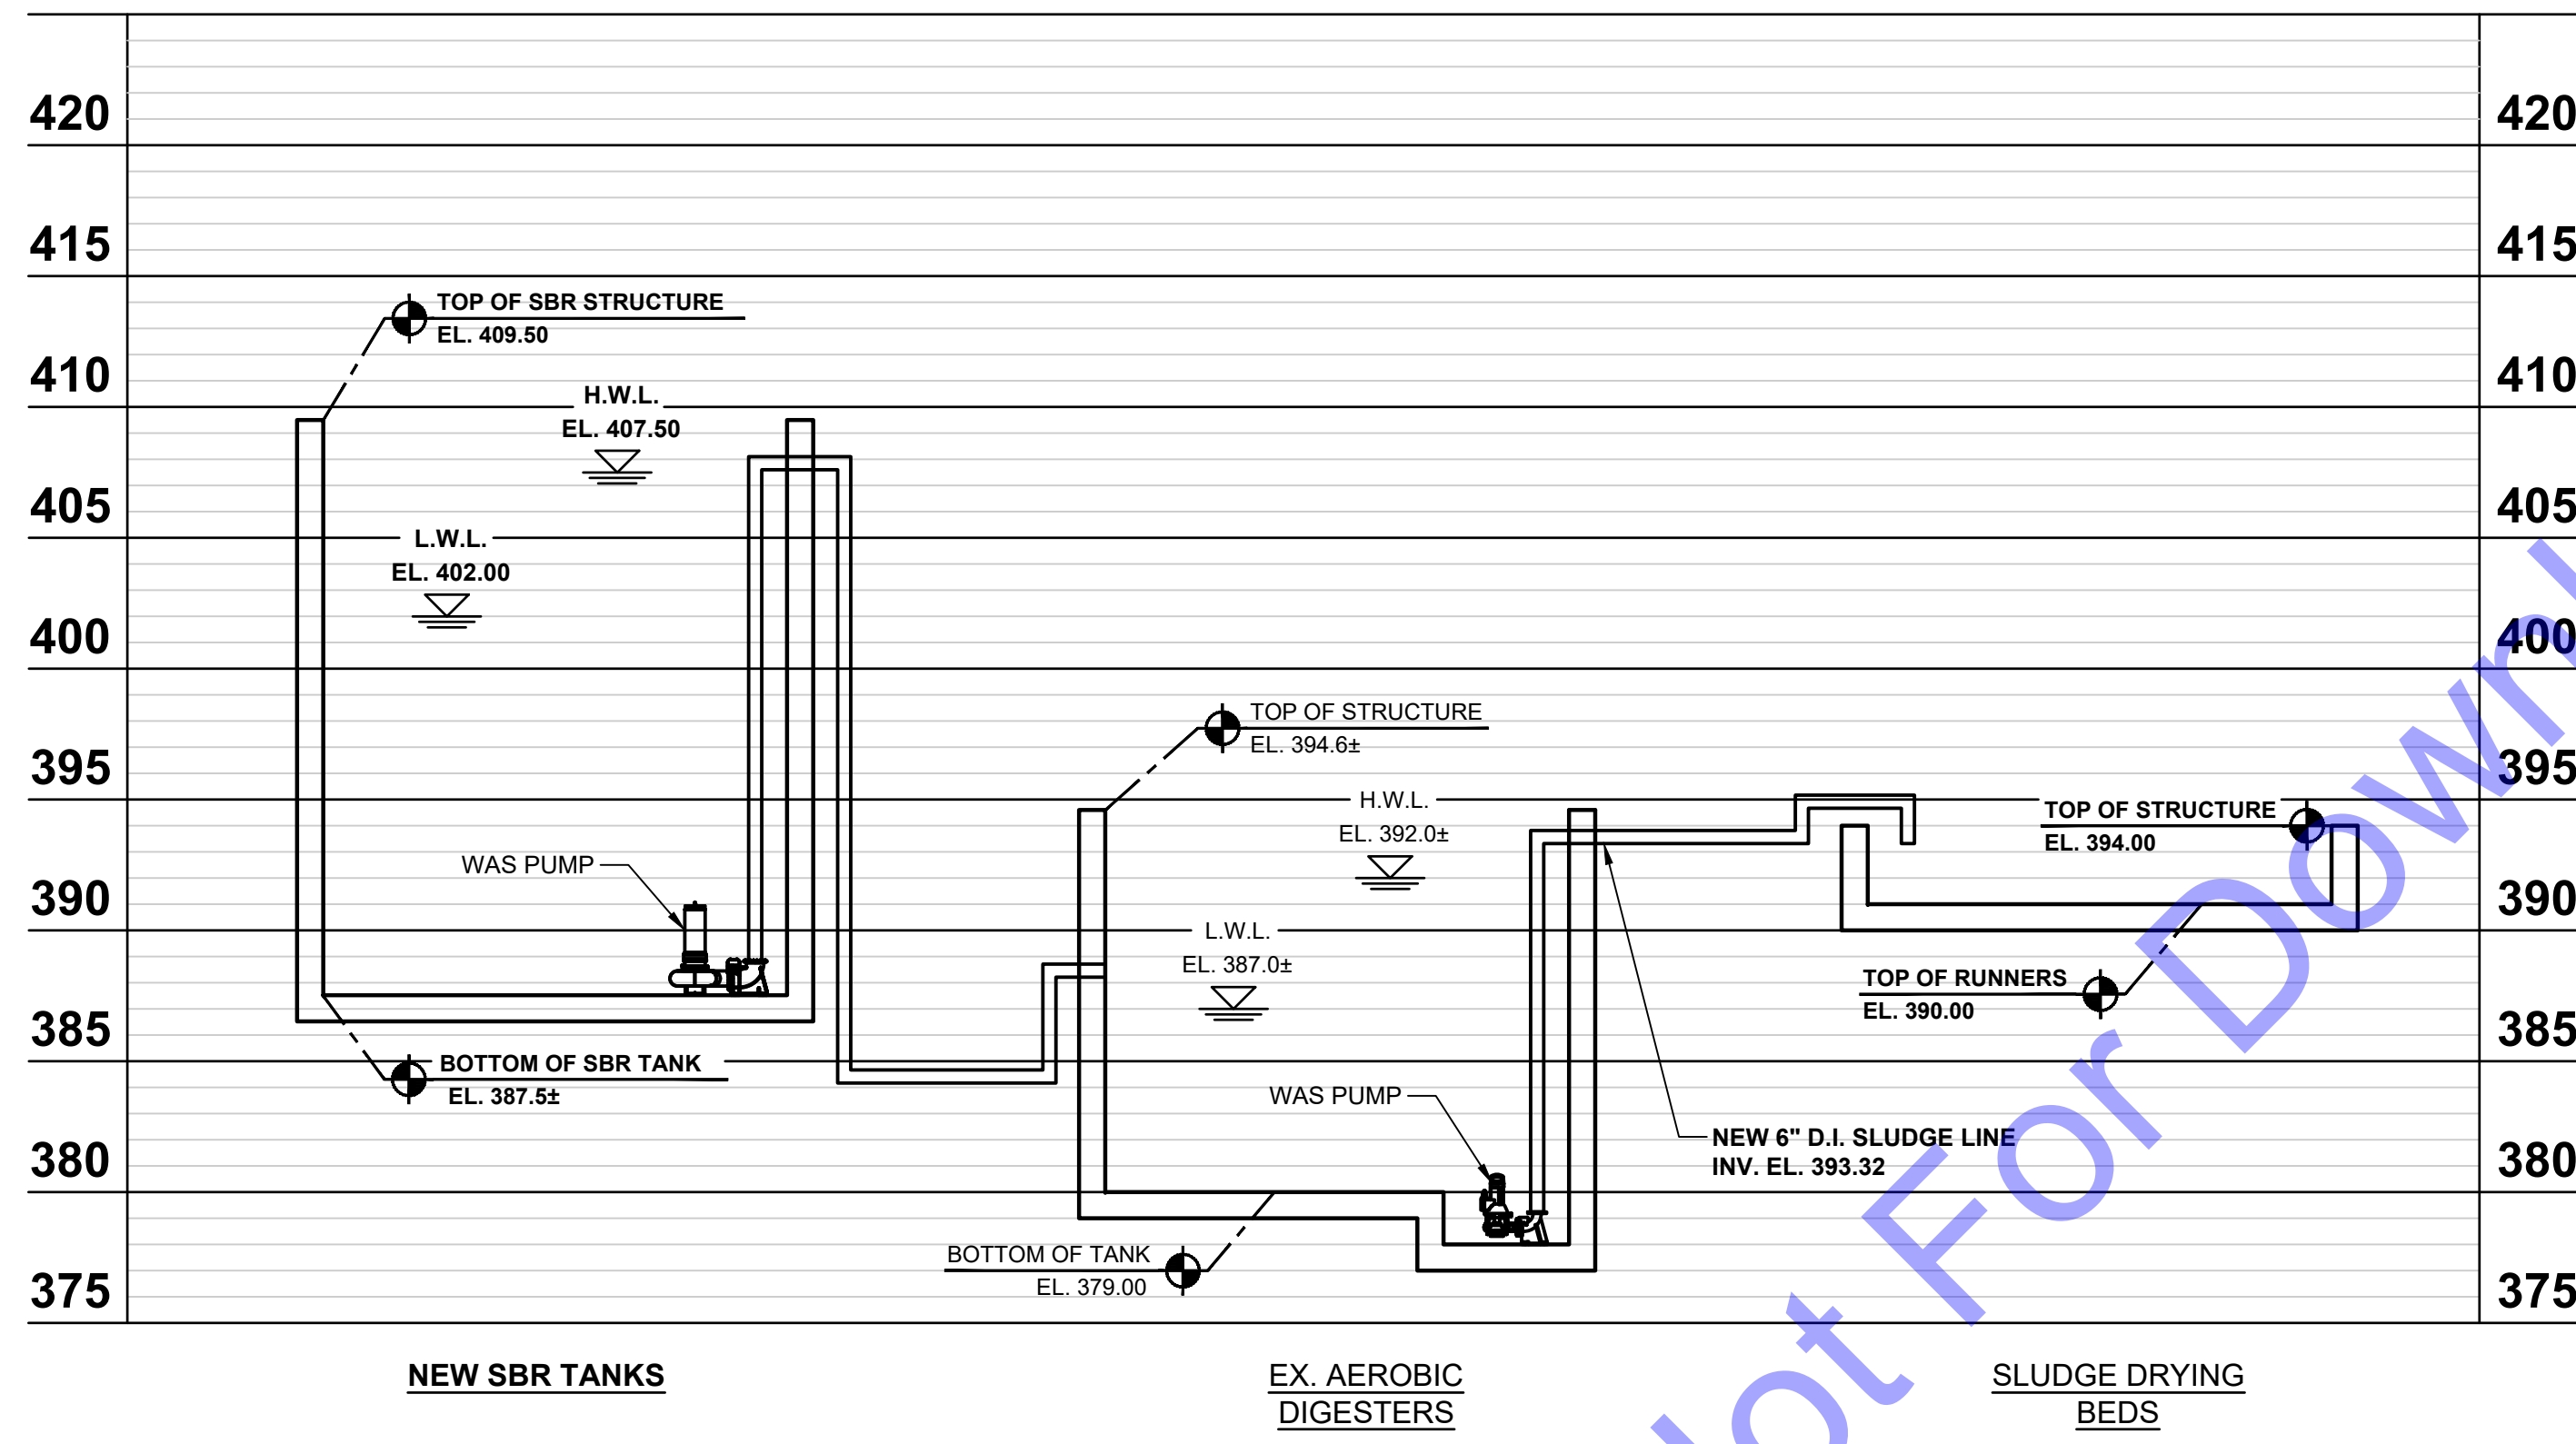 420
420
415
415
TOP OF SBR STRUCTURE
EL. 409.50
410
410
H.W.L.
EL. 407.50
405
405
L.W.L.
EL. 402.00
400
400
TOP OF STRUCTURE
EL. 394.6±
395
395
H.W.L.
EL. 392.0±
TOP OF STRUCTURE
EL. 394.00
WAS PUMP
390
390
L.W.L.
EL. 387.0±
TOP OF RUNNERS
EL. 390.00
385
385
BOTTOM OF SBR TANK
EL. 387.5±
WAS PUMP
NEW 6" D.I. SLUDGE LINE
INV. EL. 393.32
380
380
BOTTOM OF TANK
EL. 379.00
375
375
NEW SBR TANKS
EX. AEROBIC
DIGESTERS
SLUDGE DRYING
BEDS
For